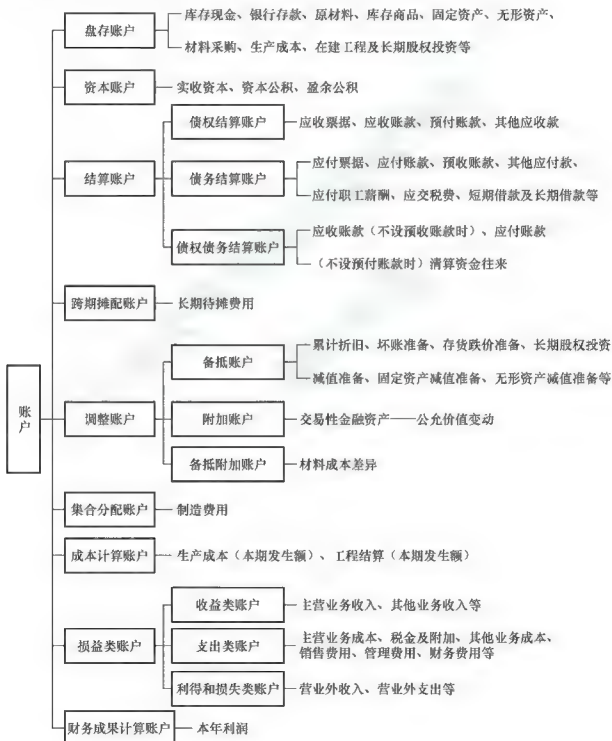 账户
盘存账户
库存现金、银行存款、原材料、库存商品、固定资产、无形资产、
材料采购、生产成本、在建工程及长期股权投资等
资本账户
实收资本、资本公积、盈余公积
结算账户
债权结算账户
应收票据、应收账款、预付账款、其他应收款
债务结算账户
应付票据、应付账款、预收账款、其他应付款、
应付职工薪酬、应交税费、短期借款及长期借款等
债权债务结算账户
应收账款（不设预收账款时）、应付账款
（不设预付账款时）清算资金往来
跨期摊配账户
长期待摊费用
调整账户
备抵账户
累计折旧、坏账准备、存货跌价准备、长期股权投资
减值准备、固定资产减值准备、无形资产减值准备等
附加账户
交易性金融资产——公允价值变动
备抵附加账户
材料成本差异
集合分配账户
制造费用
成本计算账户
生产成本（本期发生额）、工程结算（本期发生额）
损益类账户
收益类账户
主营业务收入、其他业务收入等
支出类账户
主营业务成本、税金及附加、其他业务成本、
销售费用、管理费用、财务费用等
利得和损失类账户
营业外收入、营业外支出等
财务成果计算账户
本年利润